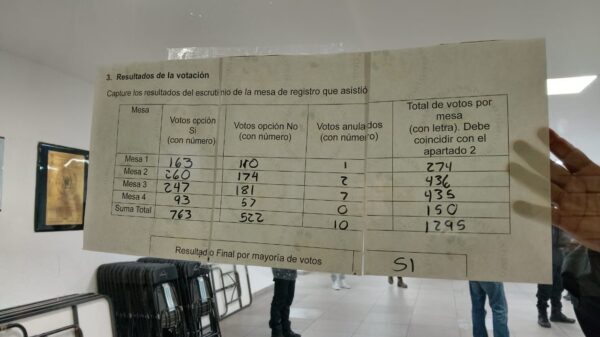 3. Resultados de la votación
Capture los resultados del escrutinio de la mesa de registro que asistió
Mesa | Votos opción Si (con número) | Votos opción No (con número) | Votos anulados (con número) | Total de votos por mesa (con letra). Debe coincidir con el apartado 2
Mesa 1 | 163 | 110 | 1 | 274
Mesa 2 | 260 | 174 | 2 | 436
Mesa 3 | 247 | 181 | 7 | 435
Mesa 4 | 93 | 57 | 0 | 150
Suma Total | 763 | 522 | 10 | 1295
Resultado Final por mayoría de votos | SI